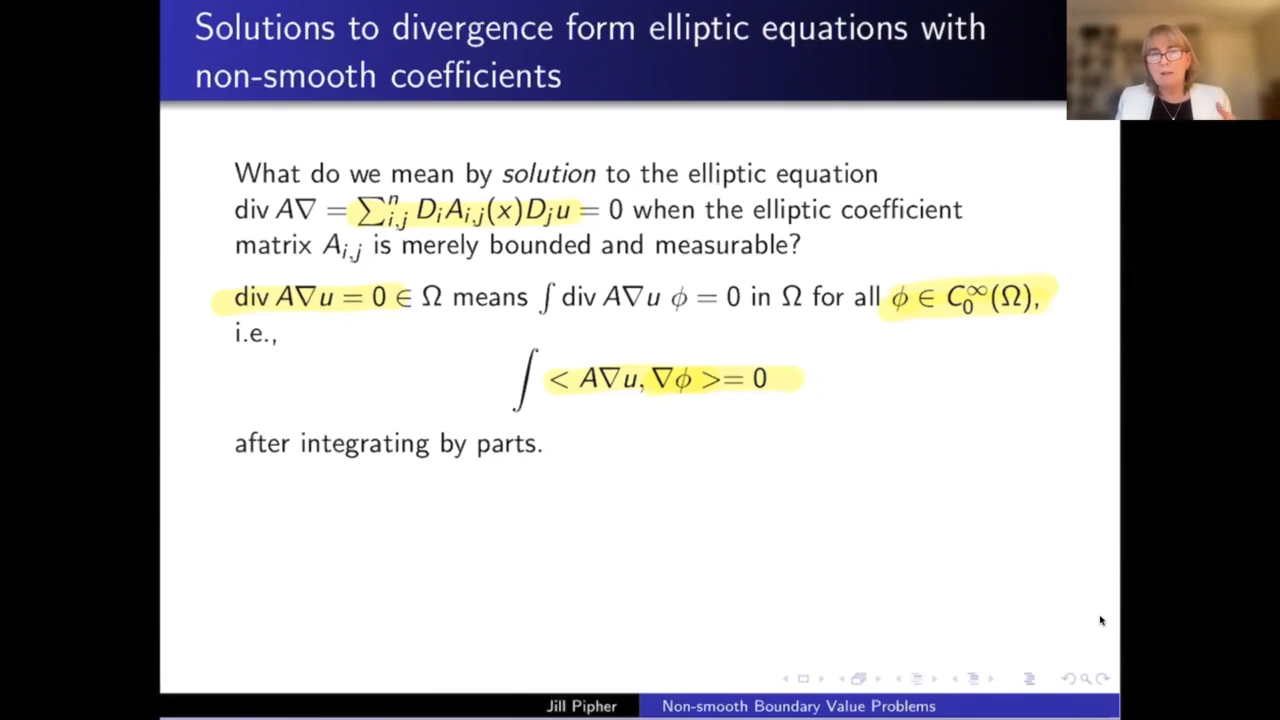 Solutions to divergence form elliptic equations with
non-smooth coefficients
What do we mean by solution to the elliptic equation
div A∇ = ∑ⁿᵢ,ⱼ DᵢAᵢ,ⱼ(x)Dⱼu = 0 when the elliptic coefficient
matrix Aᵢ,ⱼ is merely bounded and measurable?
div A∇u = 0 ∈ Ω means ∫ div A∇u ϕ = 0 in Ω for all ϕ ∈ C₀^∞(Ω),
i.e.,
∫ < A∇u, ∇ϕ >= 0
after integrating by parts.
Jill Pipher
Non-smooth Boundary Value Problems